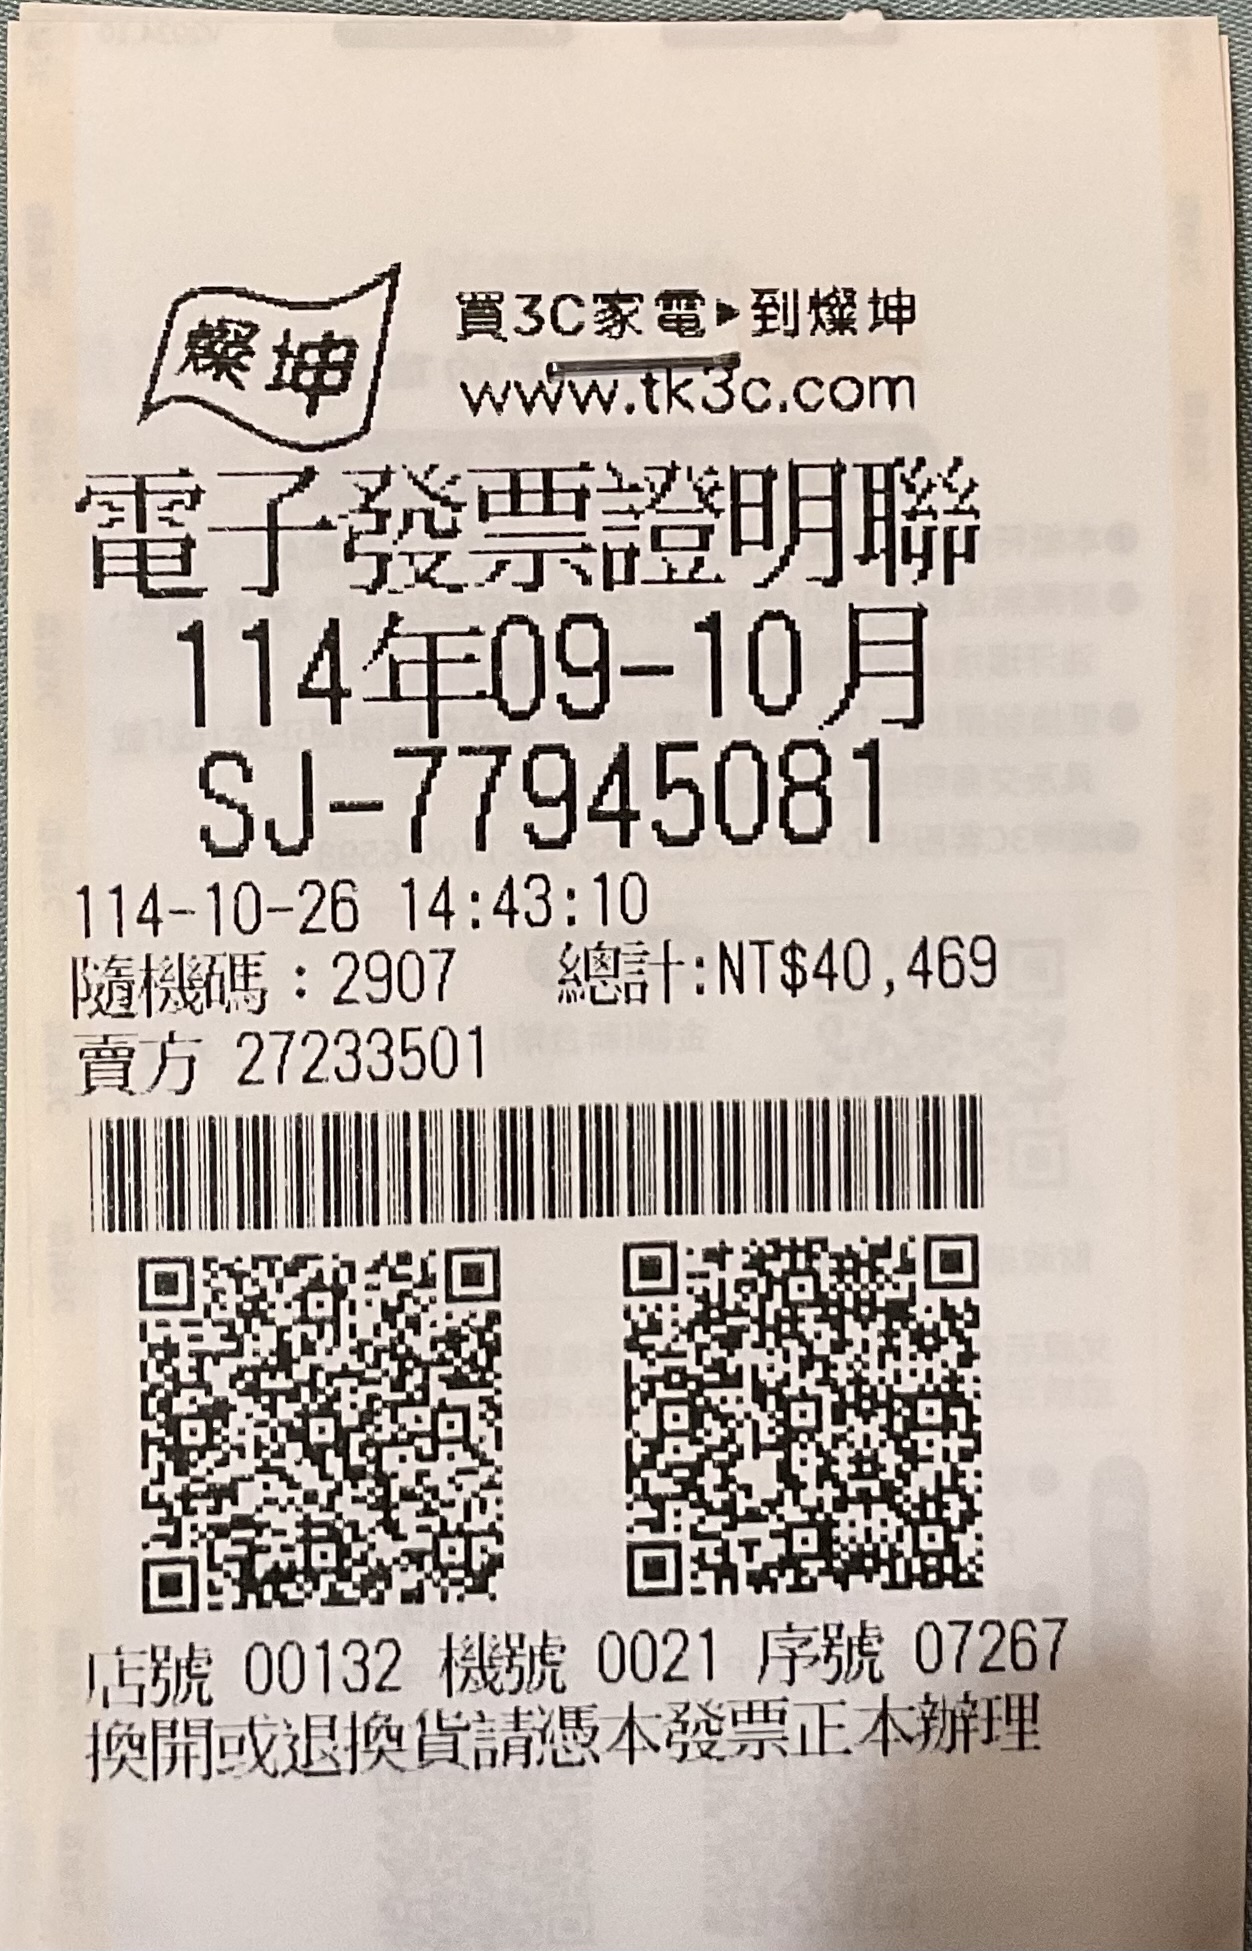 燦坤
買3C家電▶到燦坤
www.tk3c.com
電子發票證明聯
114年09-10月
SJ-77945081
114-10-26 14:43:10
隨機碼：2907 總計:NT$40,469
賣方 27233501
店號 00132 機號 0021 序號 07267
換開或退換貨請憑本發票正本辦理